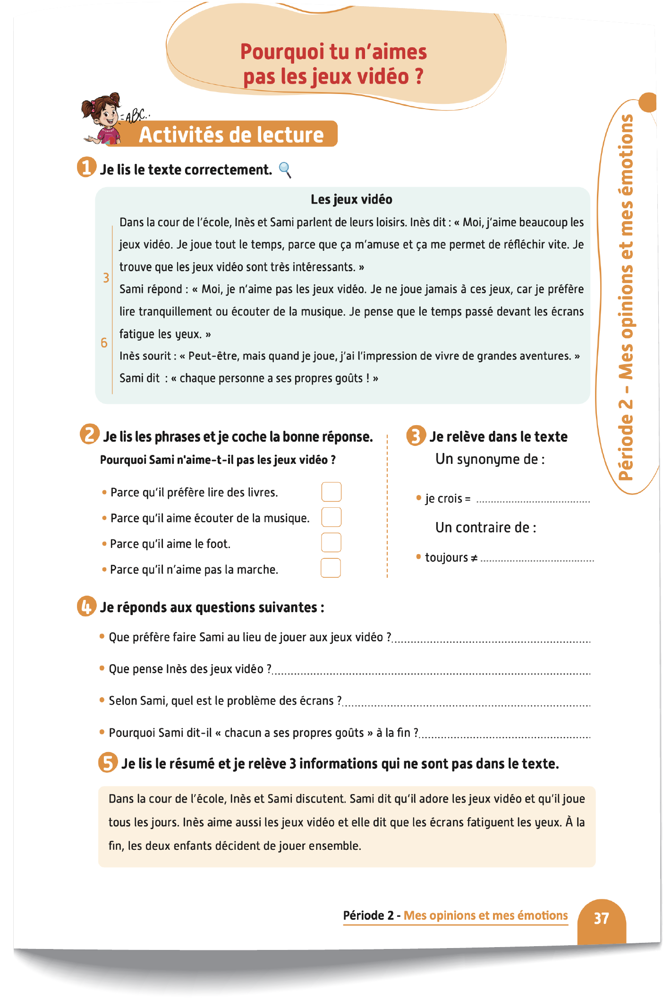 Pourquoi tu n'aimes
pas les jeux vidéo ?
ABC..
Activités de lecture
1 Je lis le texte correctement.
Les jeux vidéo
Dans la cour de l'école, Inès et Sami parlent de leurs loisirs. Inès dit : « Moi, j'aime beaucoup les
jeux vidéo. Je joue tout le temps, parce que ça m'amuse et ça me permet de réfléchir vite. Je
trouve que les jeux vidéo sont très intéressants. »
3
Sami répond : « Moi, je n'aime pas les jeux vidéo. Je ne joue jamais à ces jeux, car je préfère
lire tranquillement ou écouter de la musique. Je pense que le temps passé devant les écrans
fatigue les yeux. »
6
Inès sourit : « Peut-être, mais quand je joue, j'ai l'impression de vivre de grandes aventures. »
Sami dit : « chaque personne a ses propres goûts ! »
2 Je lis les phrases et je coche la bonne réponse.
Pourquoi Sami n'aime-t-il pas les jeux vidéo ?
• Parce qu'il préfère lire des livres.
• Parce qu'il aime écouter de la musique.
• Parce qu'il aime le foot.
• Parce qu'il n'aime pas la marche.
3 Je relève dans le texte
Un synonyme de :
• je crois = ........................................
Un contraire de :
• toujours ≠ ........................................
4 Je réponds aux questions suivantes :
• Que préfère faire Sami au lieu de jouer aux jeux vidéo ?........................................
• Que pense Inès des jeux vidéo ?........................................
• Selon Sami, quel est le problème des écrans ?........................................
• Pourquoi Sami dit-il « chacun a ses propres goûts » à la fin ?........................................
5 Je lis le résumé et je relève 3 informations qui ne sont pas dans le texte.
Dans la cour de l'école, Inès et Sami discutent. Sami dit qu'il adore les jeux vidéo et qu'il joue
tous les jours. Inès aime aussi les jeux vidéo et elle dit que les écrans fatiguent les yeux. À la
fin, les deux enfants décident de jouer ensemble.
Période 2 - Mes opinions et mes émotions
37
Période 2 - Mes opinions et mes émotions